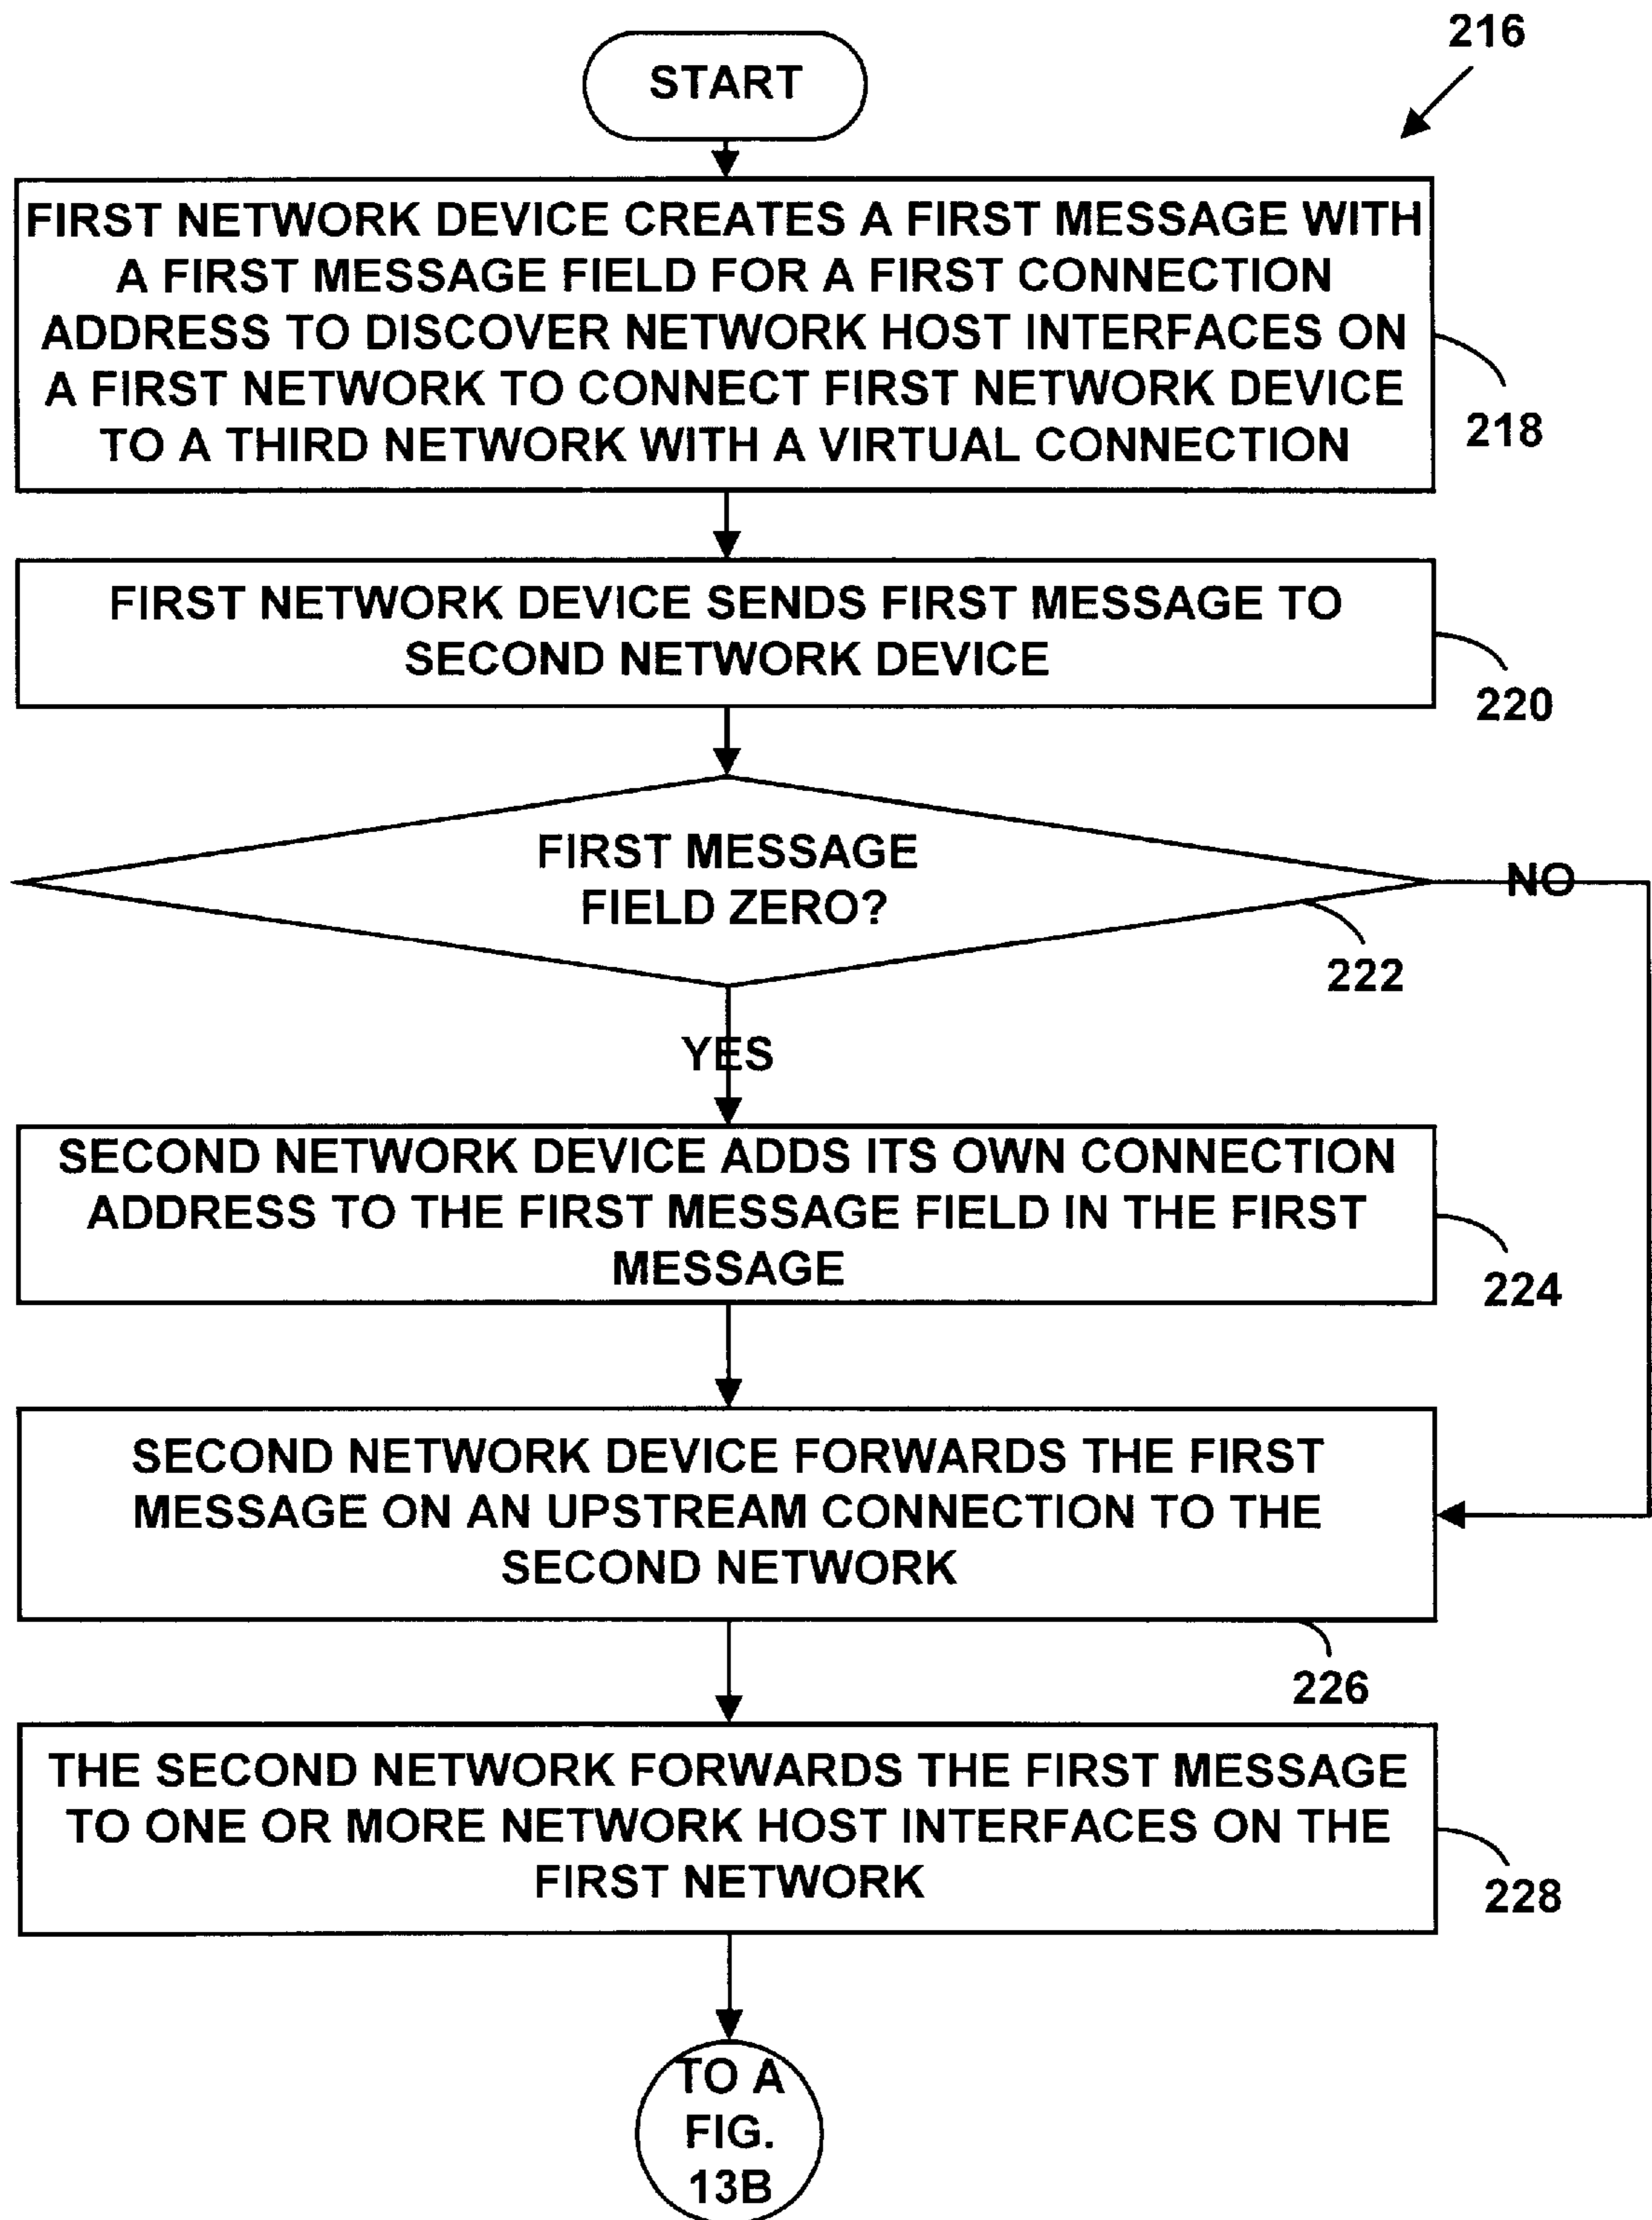 216
START
FIRST NETWORK DEVICE CREATES A FIRST MESSAGE WITH
A FIRST MESSAGE FIELD FOR A FIRST CONNECTION
ADDRESS TO DISCOVER NETWORK HOST INTERFACES ON
A FIRST NETWORK TO CONNECT FIRST NETWORK DEVICE
TO A THIRD NETWORK WITH A VIRTUAL CONNECTION
218
FIRST NETWORK DEVICE SENDS FIRST MESSAGE TO
SECOND NETWORK DEVICE
220
FIRST MESSAGE
FIELD ZERO?
NO
222
YES
SECOND NETWORK DEVICE ADDS ITS OWN CONNECTION
ADDRESS TO THE FIRST MESSAGE FIELD IN THE FIRST
MESSAGE
224
SECOND NETWORK DEVICE FORWARDS THE FIRST
MESSAGE ON AN UPSTREAM CONNECTION TO THE
SECOND NETWORK
226
THE SECOND NETWORK FORWARDS THE FIRST MESSAGE
TO ONE OR MORE NETWORK HOST INTERFACES ON THE
FIRST NETWORK
228
TO A
FIG.
13B